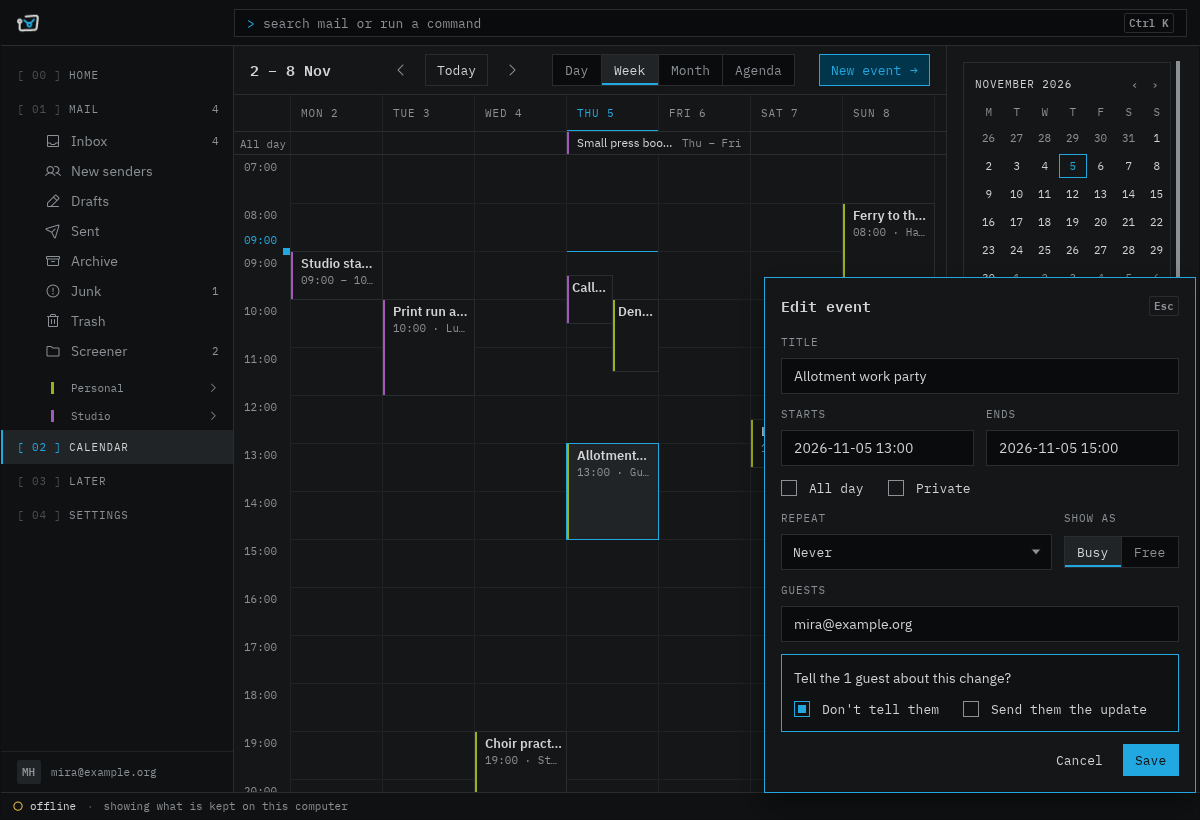 > search mail or run a command Ctrl K
[ 00 ] HOME
[ 01 ] MAIL 4
Inbox 4
New senders
Drafts
Sent
Archive
Junk 1
Trash
Screener 2
Personal
Studio
[ 02 ] CALENDAR
[ 03 ] LATER
[ 04 ] SETTINGS
MH mira@example.org
2 – 8 Nov Today Day Week Month Agenda New event →
MON 2 TUE 3 WED 4 THU 5 FRI 6 SAT 7 SUN 8
All day Small press boo… Thu – Fri
07:00
08:00
09:00
09:00
10:00
11:00
12:00
13:00
14:00
15:00
16:00
17:00
18:00
19:00
20:00
Studio sta…
09:00 – 10…
Print run a…
10:00 · Lu…
Choir pract…
19:00 · St…
Call…
Den…
Allotment…
13:00 · Gu…
Ferry to th…
08:00 · Ha…
NOVEMBER 2026 ‹ ›
M T W T F S S
26 27 28 29 30 31 1
2 3 4 5 6 7 8
9 10 11 12 13 14 15
16 17 18 19 20 21 22
23 24 25 26 27 28 29
Edit event Esc
TITLE
Allotment work party
STARTS ENDS
2026-11-05 13:00 2026-11-05 15:00
All day Private
REPEAT SHOW AS
Never Busy Free
GUESTS
mira@example.org
Tell the 1 guest about this change?
Don't tell them Send them the update
Cancel Save
offline · showing what is kept on this computer